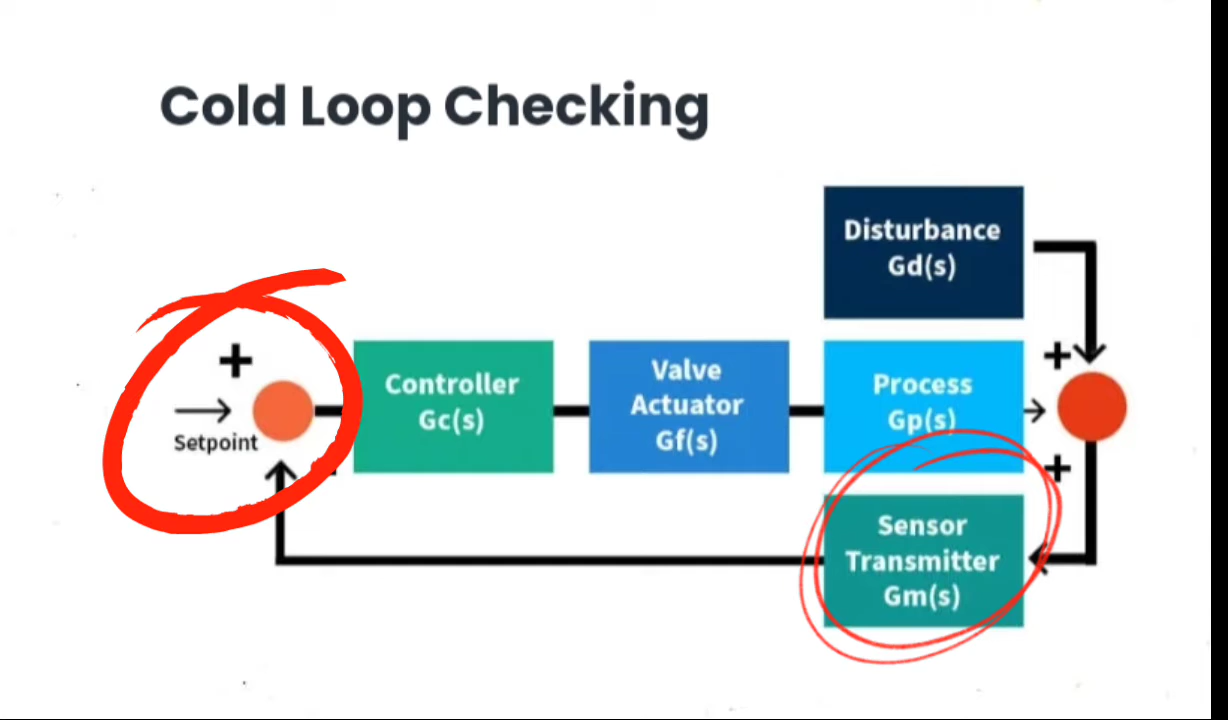 Cold Loop Checking
Disturbance
Gd(s)
+
Setpoint
Controller
Gc(s)
Valve
Actuator
Gf(s)
Process
Gp(s)
+
+
Sensor
Transmitter
Gm(s)